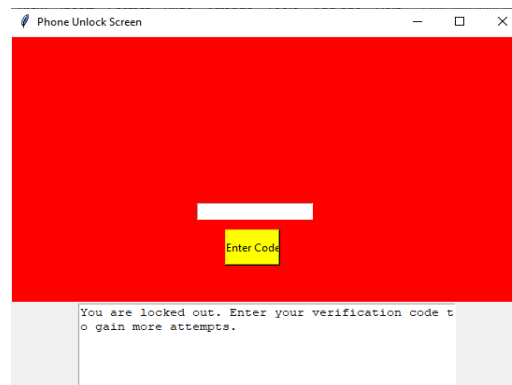 Phone Unlock Screen
Enter Code
You are locked out. Enter your verification code t
o gain more attempts.